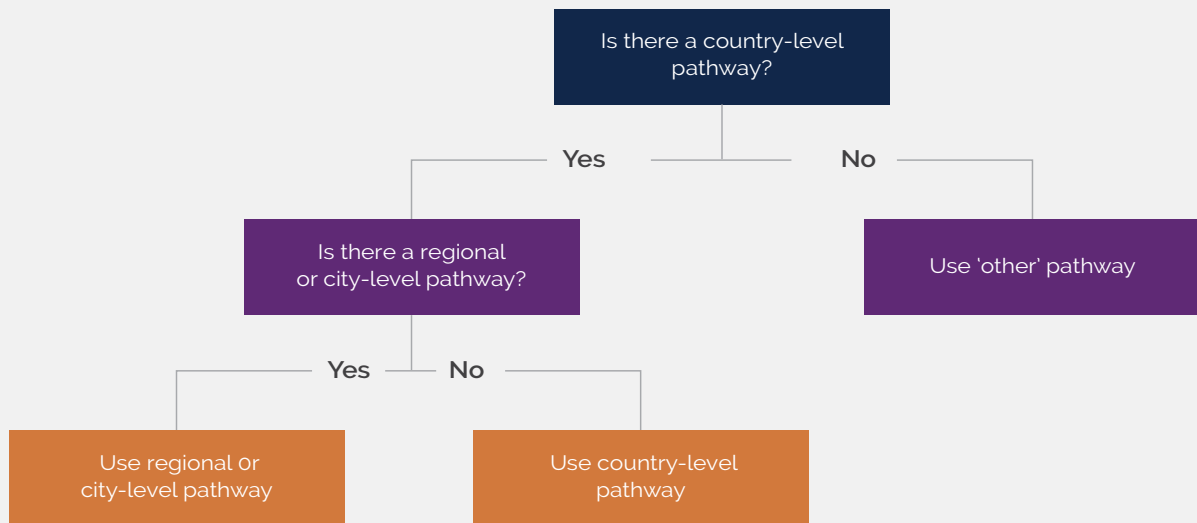 Is there a country-level
pathway?
Yes
No
Is there a regional
or city-level pathway?
Use ‘other’ pathway
Yes
No
Use regional 0r
city-level pathway
Use country-level
pathway